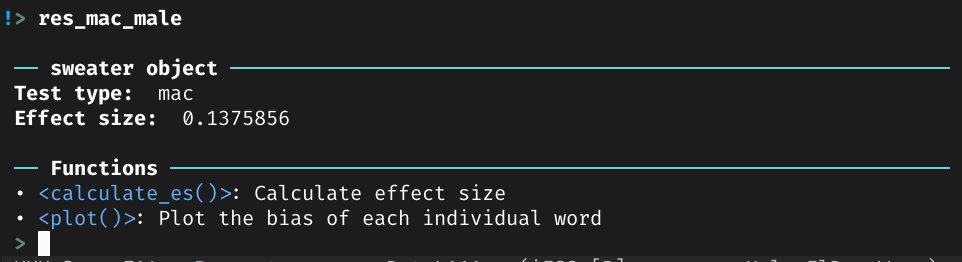 !> res_mac_male
── sweater object ──
Test type:  mac
Effect size:  0.1375856
── Functions ──
• <calculate_es()>: Calculate effect size
• <plot()>: Plot the bias of each individual word
>